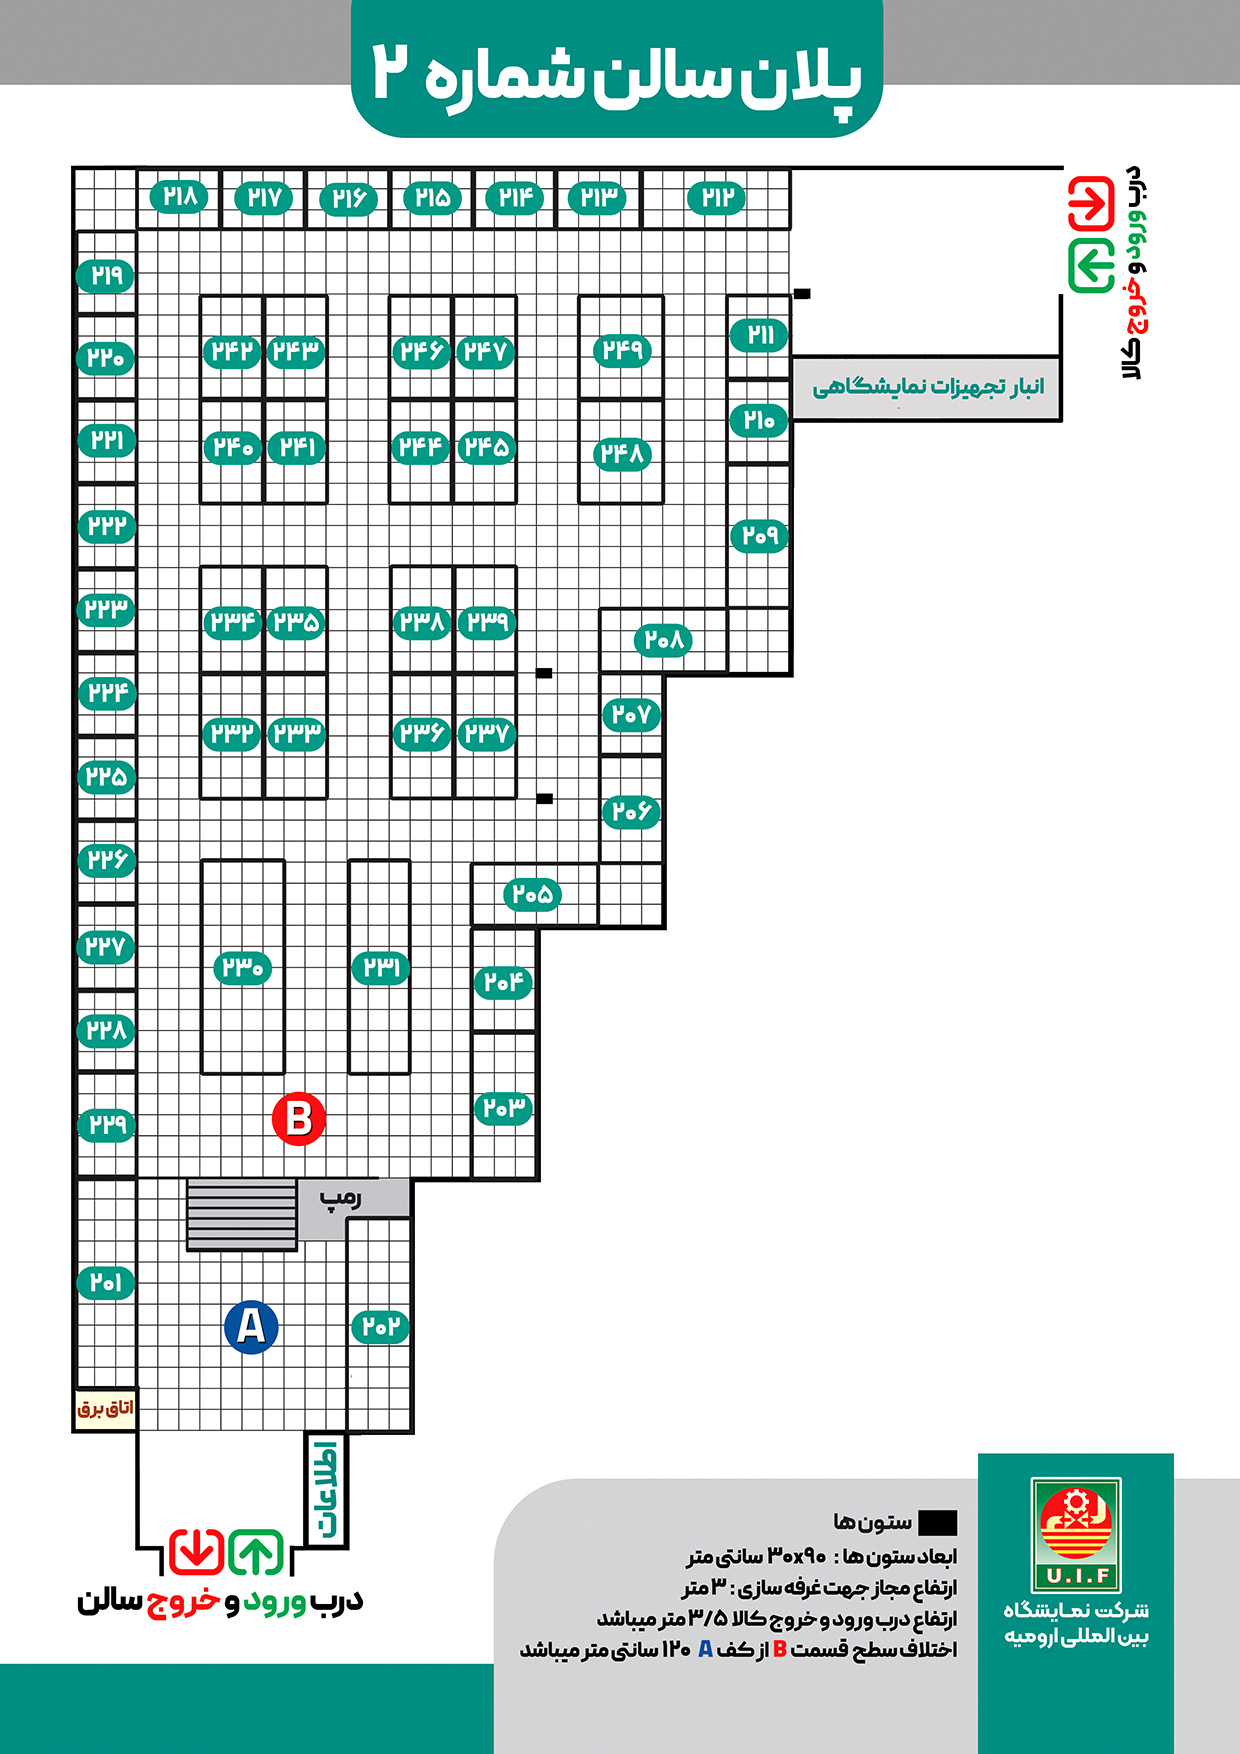 پلان سالن شماره ۲
۲۱۸ ۲۱۷ ۲۱۶ ۲۱۵ ۲۱۴ ۲۱۳ ۲۱۲
درب ورود و خروج کالا
۲۱۹
۲۴۲ ۲۴۳ ۲۴۶ ۲۴۷ ۲۴۹ ۲۱۱
۲۲۰
انبار تجهیزات نمایشگاهی
۲۲۱ ۲۴۰ ۲۴۱ ۲۴۴ ۲۴۵ ۲۴۸ ۲۱۰
۲۲۲ ۲۰۹
۲۲۳ ۲۳۴ ۲۳۵ ۲۳۸ ۲۳۹ ۲۰۸
۲۲۴ ۲۰۷
۲۳۲ ۲۳۳ ۲۳۶ ۲۳۷
۲۲۵ ۲۰۶
۲۲۶ ۲۰۵
۲۲۷ ۲۳۰ ۲۳۱ ۲۰۴
۲۲۸
۲۲۹ B ۲۰۳
رمپ
۲۰۱ A ۲۰۲
اتاق برق
اطلاعات
درب ورود و خروج سالن
ستون ها
ابعاد ستون ها : ۳۰x۹۰ سانتی متر
ارتفاع مجاز جهت غرفه سازی : ۳ متر
ارتفاع درب ورود و خروج کالا ۳/۵ متر میباشد
اختلاف سطح قسمت B از کف A ۱۲۰ سانتی متر میباشد
U.I.F
شرکت نمایشگاه
بین المللی ارومیه